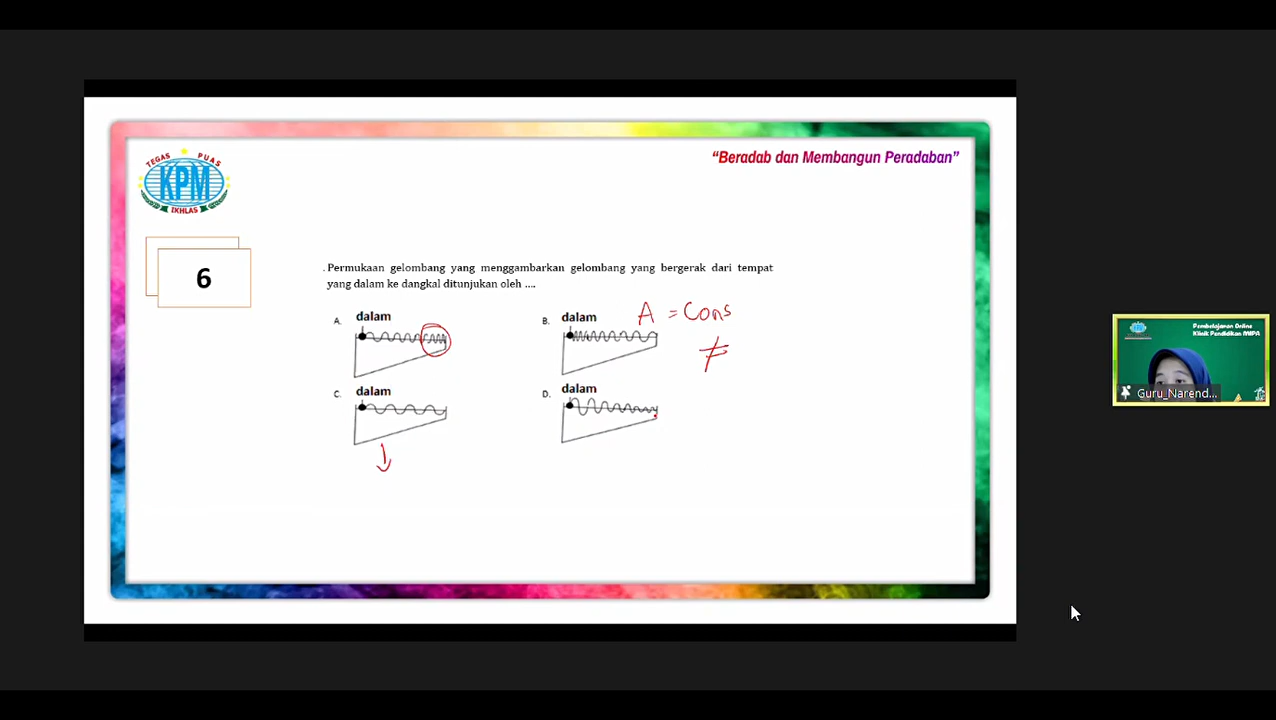 "Beradab dan Membangun Peradaban"
TEGAS PUAS
KPM
IKHLAS
6
. Permukaan gelombang yang menggambarkan gelombang yang bergerak dari tempat
yang dalam ke dangkal ditunjukan oleh ....
A. dalam
B. dalam
A = Cons
≠
C. dalam
D. dalam
Pembelajaran Online
Klinik Pendidikan MIPA
Guru_Narend...